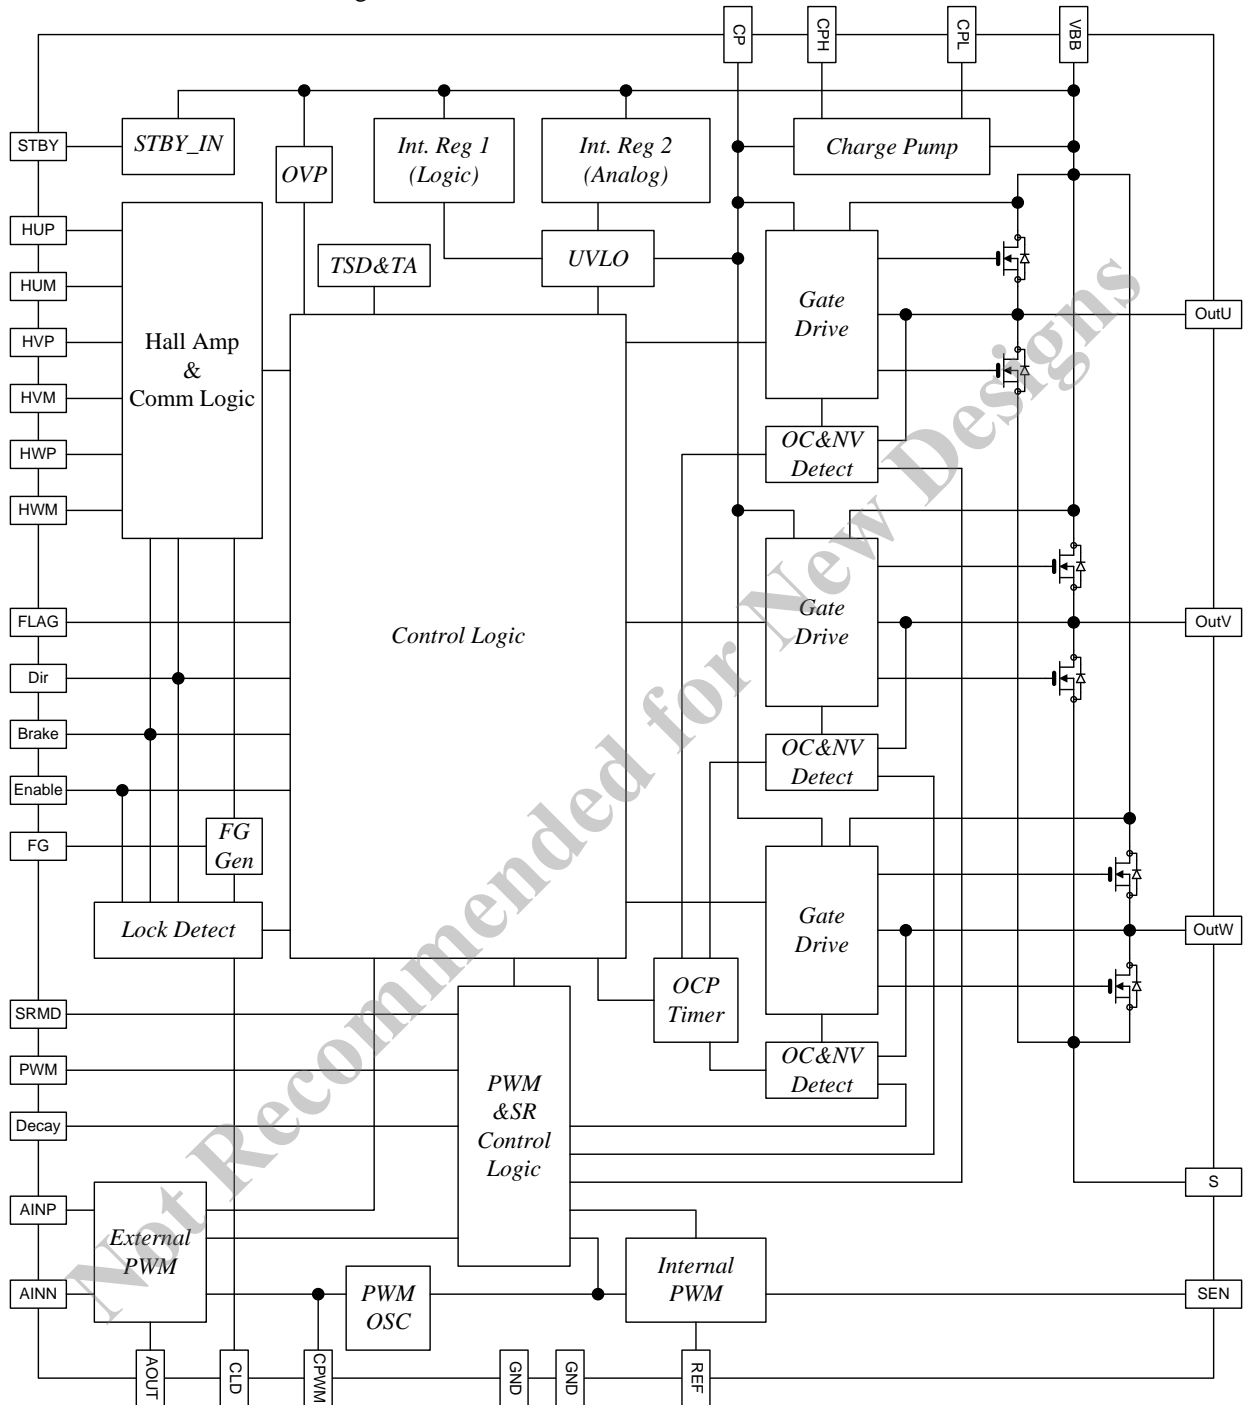 CP
CPH
CPL
VBB
STBY
STBY_IN
OVP
Int. Reg 1
(Logic)
Int. Reg 2
(Analog)
Charge Pump
HUP
HUM
HVP
HVM
HWP
HWM
Hall Amp
&
Comm Logic
TSD&TA
UVLO
Gate
Drive
OutU
OC&NV
Detect
FLAG
Dir
Brake
Enable
FG
Control Logic
Gate
Drive
OutV
OC&NV
Detect
FG
Gen
Lock Detect
Gate
Drive
OutW
OCP
Timer
OC&NV
Detect
SRMD
PWM
Decay
PWM
&SR
Control
Logic
AINP
AINN
External
PWM
PWM
OSC
Internal
PWM
S
SEN
AOUT
CLD
CPWM
GND
GND
REF
Not Recommended for New Designs